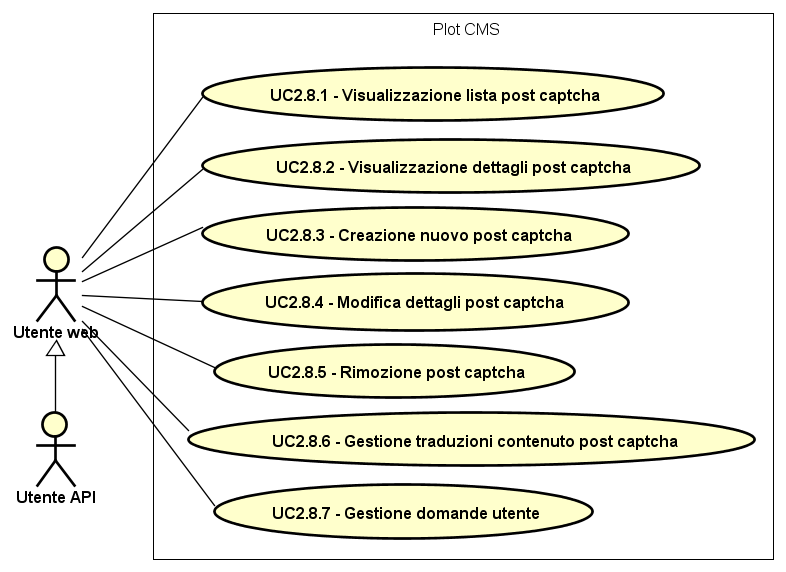 Plot CMS
UC2.8.1 - Visualizzazione lista post captcha
UC2.8.2 - Visualizzazione dettagli post captcha
UC2.8.3 - Creazione nuovo post captcha
UC2.8.4 - Modifica dettagli post captcha
Utente web
UC2.8.5 - Rimozione post captcha
UC2.8.6 - Gestione traduzioni contenuto post captcha
Utente API
UC2.8.7 - Gestione domande utente